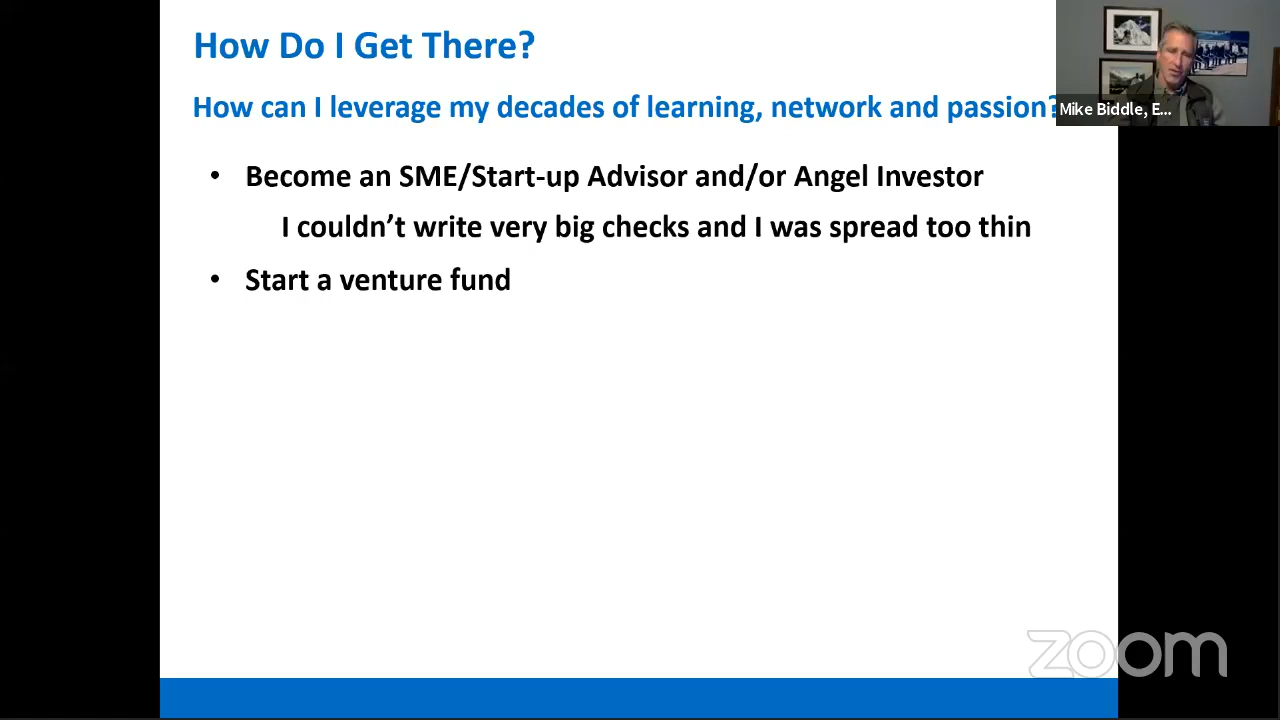 How Do I Get There?
How can I leverage my decades of learning, network and passion?
• Become an SME/Start-up Advisor and/or Angel Investor
I couldn’t write very big checks and I was spread too thin
• Start a venture fund
Mike Biddle, E...
zoom